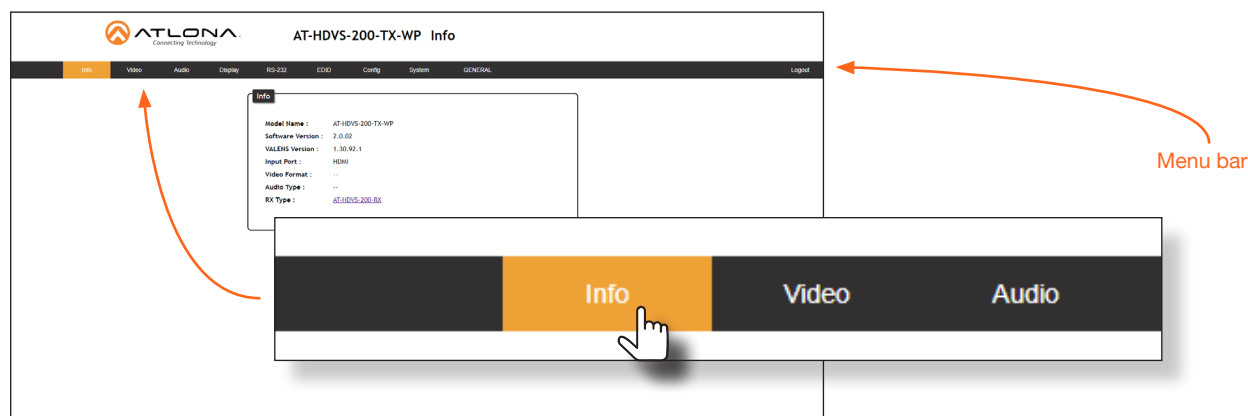 ATLONA.
Connecting Technology
AT-HDVS-200-TX-WP Info
Info Video Audio Display RS-232 EDID Config System GENERAL Logout
Info
Model Name : AT-HDVS-200-TX-WP
Software Version : 2.0.02
VALENS Version : 1.30.92.1
Input Port : HDMI
Video Format : --
Audio Type : --
RX Type : AT-HDVS-200-RX
Menu bar
Info Video Audio